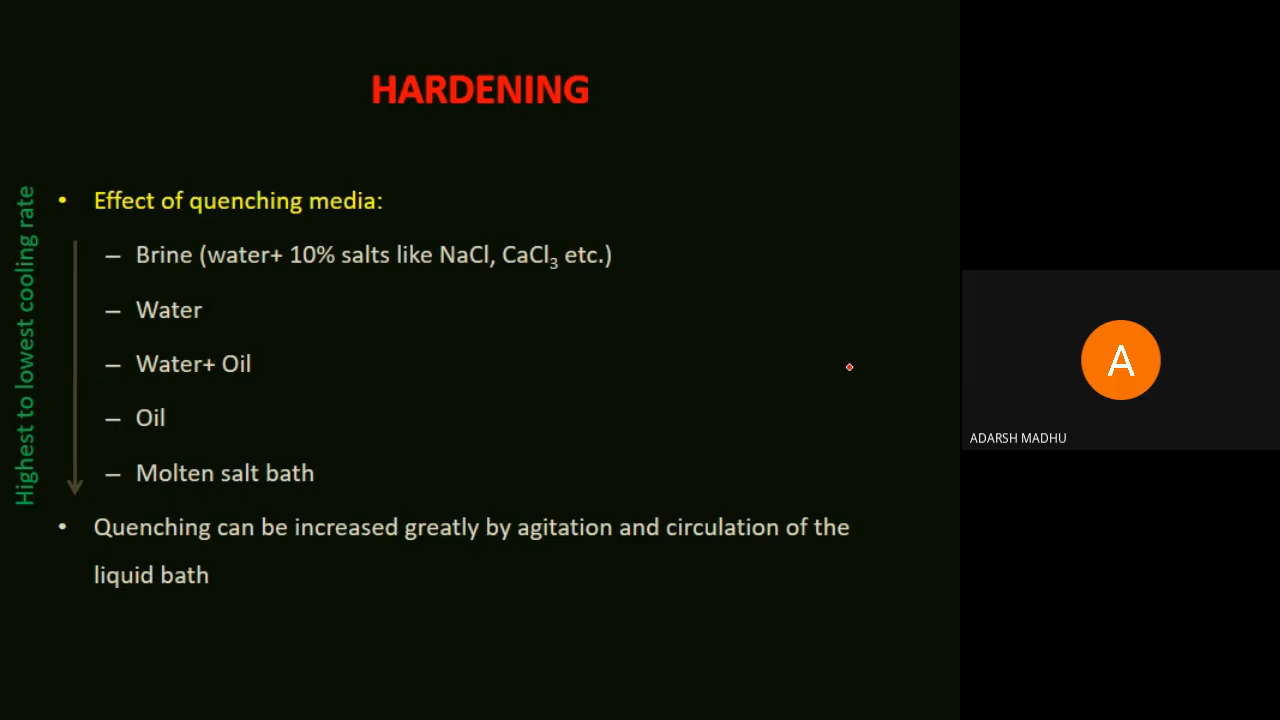 HARDENING
Highest to lowest cooling rate
• Effect of quenching media:
– Brine (water+ 10% salts like NaCl, CaCl₃ etc.)
– Water
– Water+ Oil
– Oil
– Molten salt bath
• Quenching can be increased greatly by agitation and circulation of the
liquid bath
A
ADARSH MADHU